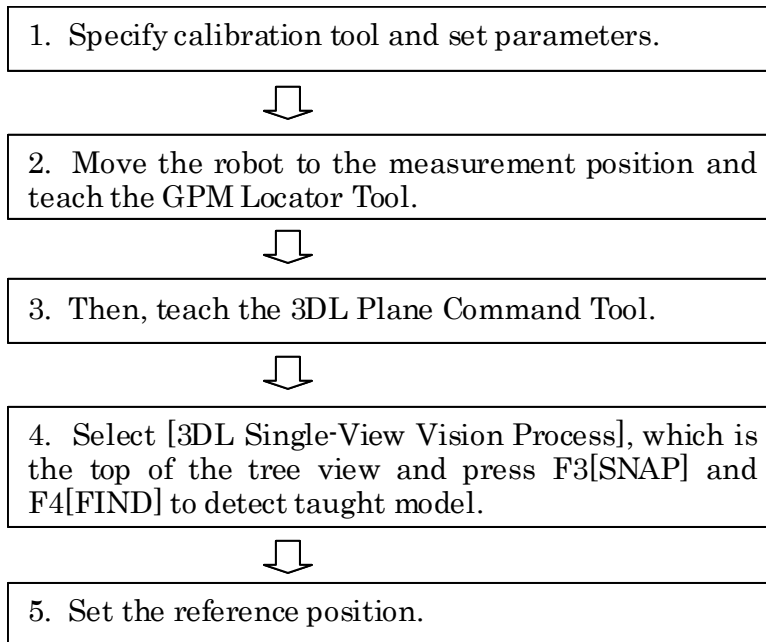 1. Specify calibration tool and set parameters.
2. Move the robot to the measurement position and
teach the GPM Locator Tool.
3. Then, teach the 3DL Plane Command Tool.
4. Select [3DL Single-View Vision Process], which is
the top of the tree view and press F3[SNAP] and
F4[FIND] to detect taught model.
5. Set the reference position.